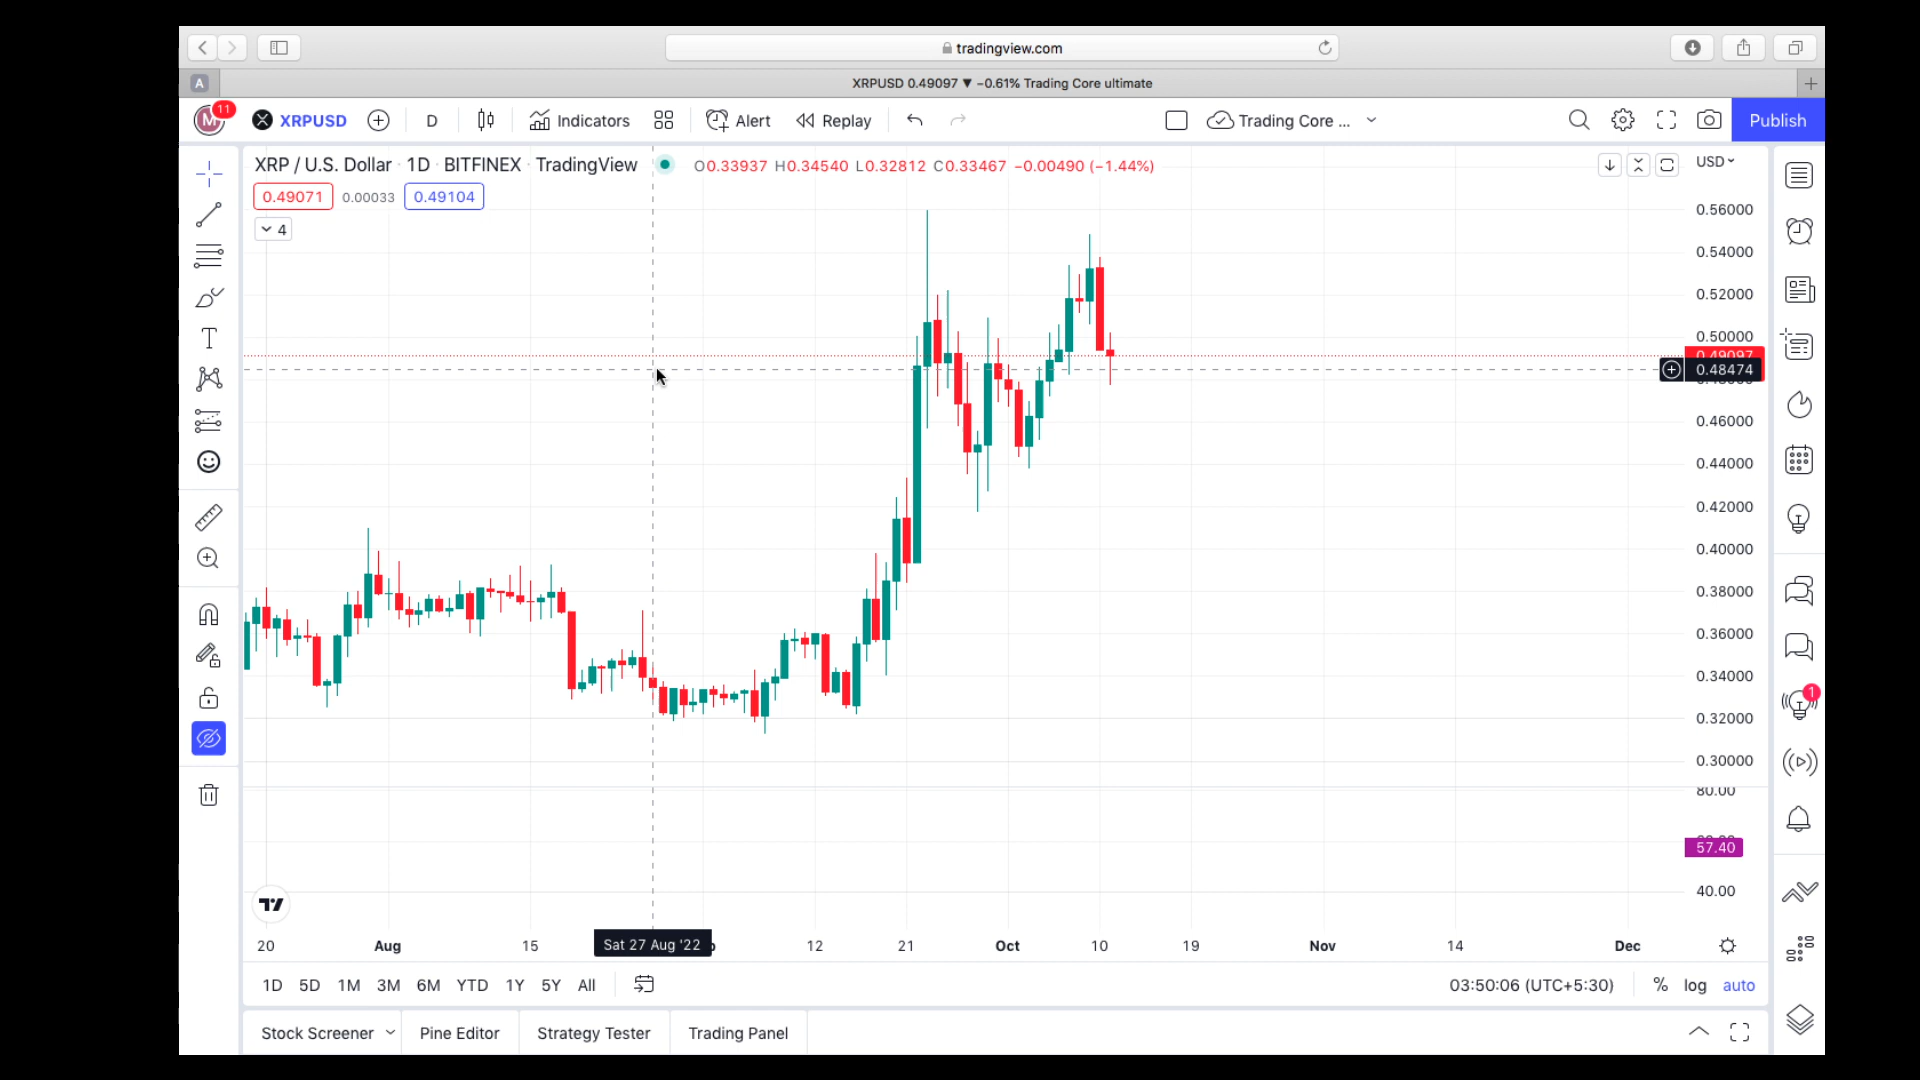 tradingview.com
A
XRPUSD 0.49097 ▼ −0.61% Trading Core ultimate
M 11 XRPUSD D Indicators Alert Replay Trading Core ... Publish
XRP / U.S. Dollar · 1D · BITFINEX · TradingView O0.33937 H0.34540 L0.32812 C0.33467 −0.00490 (−1.44%) USD
0.49071 0.00033 0.49104
4
0.56000
0.54000
0.52000
0.50000
0.49097
0.48474
0.46000
0.44000
0.42000
0.40000
0.38000
0.36000
0.34000
0.32000
0.30000
80.00
57.40
40.00
1
20 Aug 15 Sat 27 Aug '22 12 21 Oct 10 19 Nov 14 Dec
1D 5D 1M 3M 6M YTD 1Y 5Y All 03:50:06 (UTC+5:30) % log auto
Stock Screener Pine Editor Strategy Tester Trading Panel